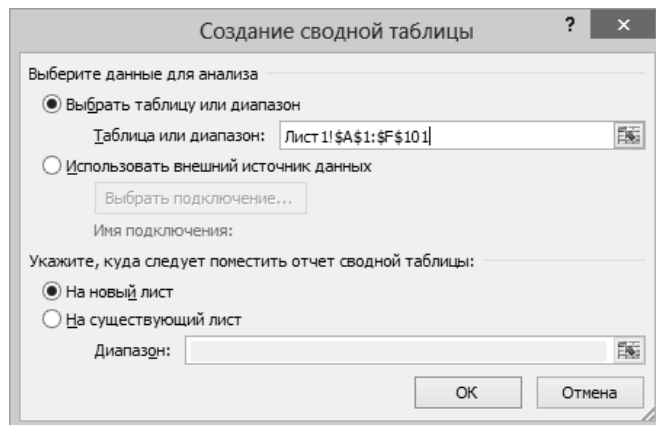 Создание сводной таблицы ? ×
Выберите данные для анализа
Выбрать таблицу или диапазон
Таблица или диапазон: Лист1!$A$1:$F$101
Использовать внешний источник данных
Выбрать подключение...
Имя подключения:
Укажите, куда следует поместить отчет сводной таблицы:
На новый лист
На существующий лист
Диапазон:
ОК Отмена